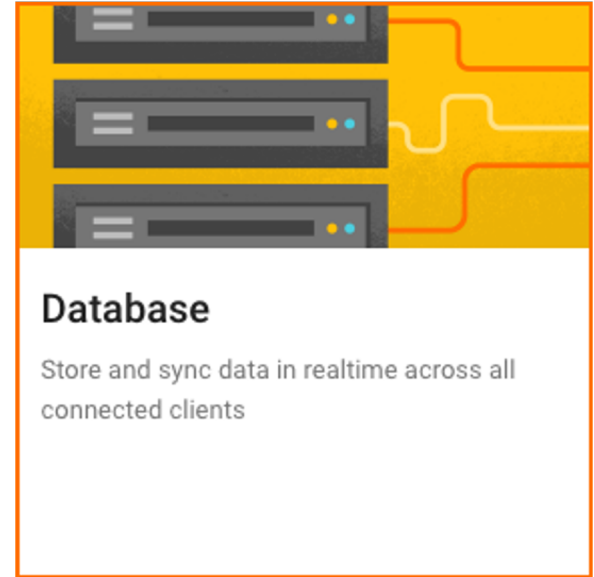 Database
Store and sync data in realtime across all
connected clients